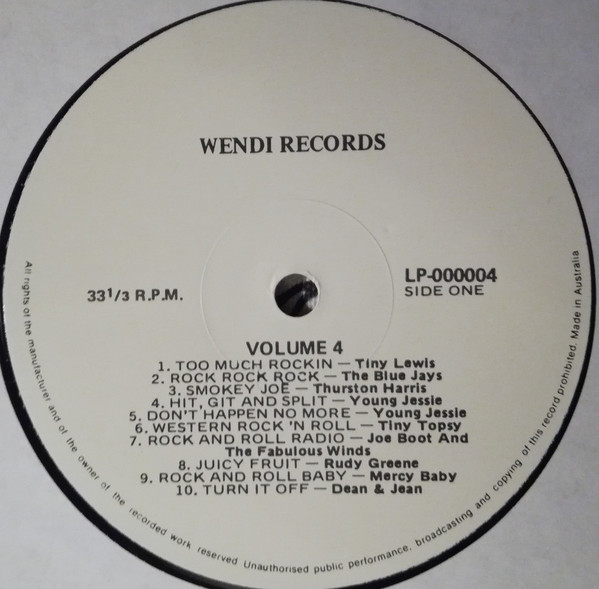 WENDI RECORDS
33 1/3 R.P.M.
LP-000004
SIDE ONE
VOLUME 4
1. TOO MUCH ROCKIN — Tiny Lewis
2. ROCK ROCK ROCK — The Blue Jays
3. SMOKEY JOE — Thurston Harris
4. HIT, GIT AND SPLIT — Young Jessie
5. DON'T HAPPEN NO MORE — Young Jessie
6. WESTERN ROCK 'N ROLL — Tiny Topsy
7. ROCK AND ROLL RADIO — Joe Boot And
The Fabulous Winds
8. JUICY FRUIT — Rudy Greene
9. ROCK AND ROLL BABY — Mercy Baby
10. TURN IT OFF — Dean & Jean
All rights of the manufacturer and of the owner of the recorded work reserved Unauthorised public performance, broadcasting and copying of this record prohibited. Made in Australia